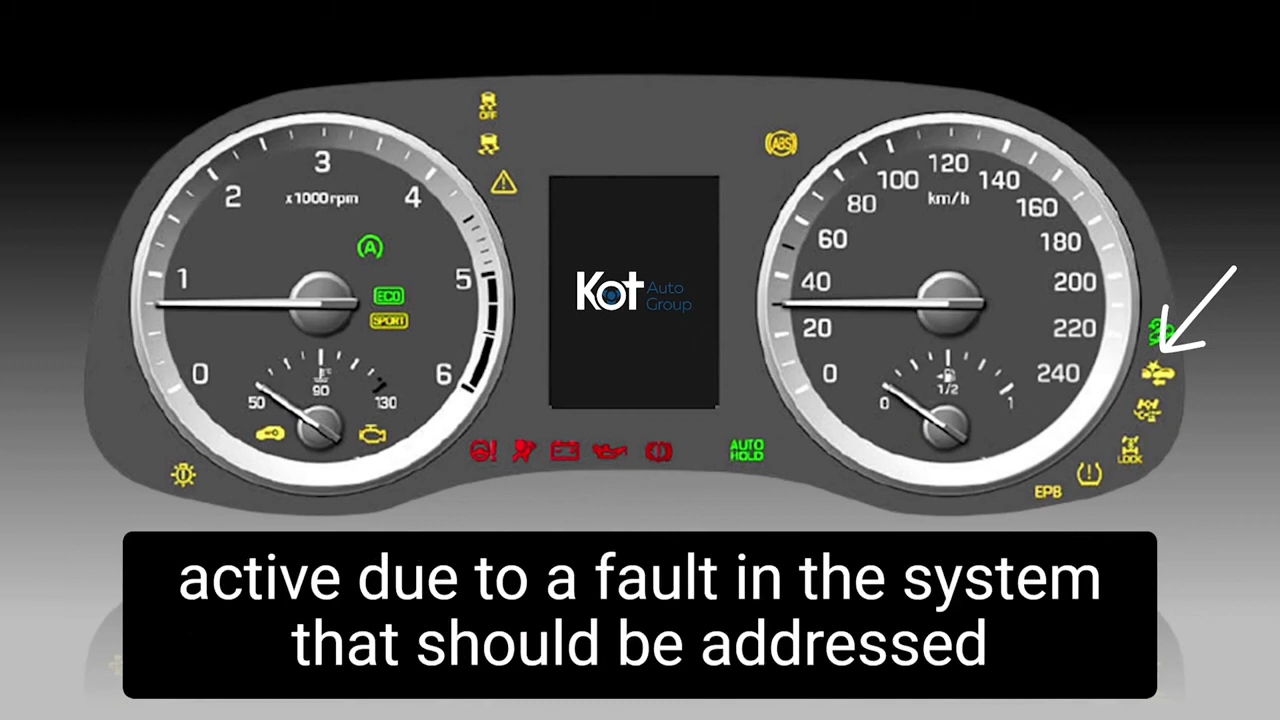 OFF
ABS
3
2
4
x1000rpm
A
1
5
ECO
SPORT
0
6
°C
50
90
130
Kot Auto
Group
120
100
140
km/h
80
160
60
180
40
200
20
220
0
240
0
1/2
1
AUTO
HOLD
LOCK
EPB
active due to a fault in the system
that should be addressed